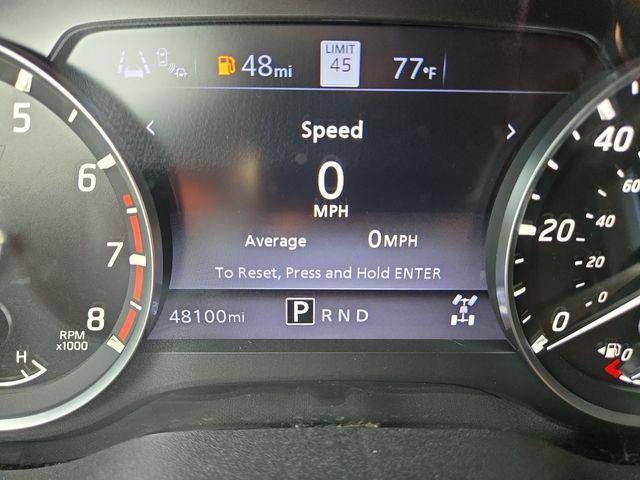 48mi
LIMIT
45
77°F
Speed
0
MPH
Average 0MPH
To Reset, Press and Hold ENTER
48100mi P R N D
5
6
7
8
RPM
x1000
H
40
60
20
40
20
0
0
0